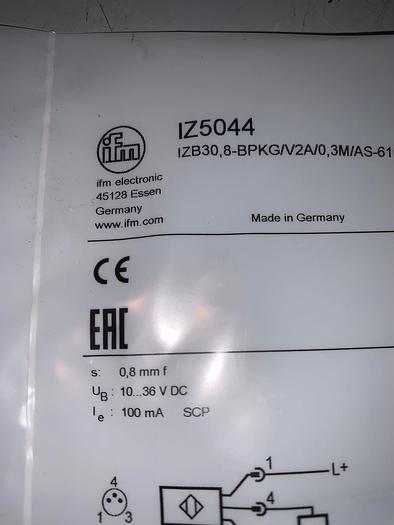 ifm
IZ5044
IZB30,8-BPKG/V2A/0,3M/AS-61
ifm electronic
45128 Essen
Germany
www.ifm.com
Made in Germany
CE
EAC
s: 0,8 mm f
UB: 10...36 V DC
Ie: 100 mA SCP
1
L+
4
4
1 3